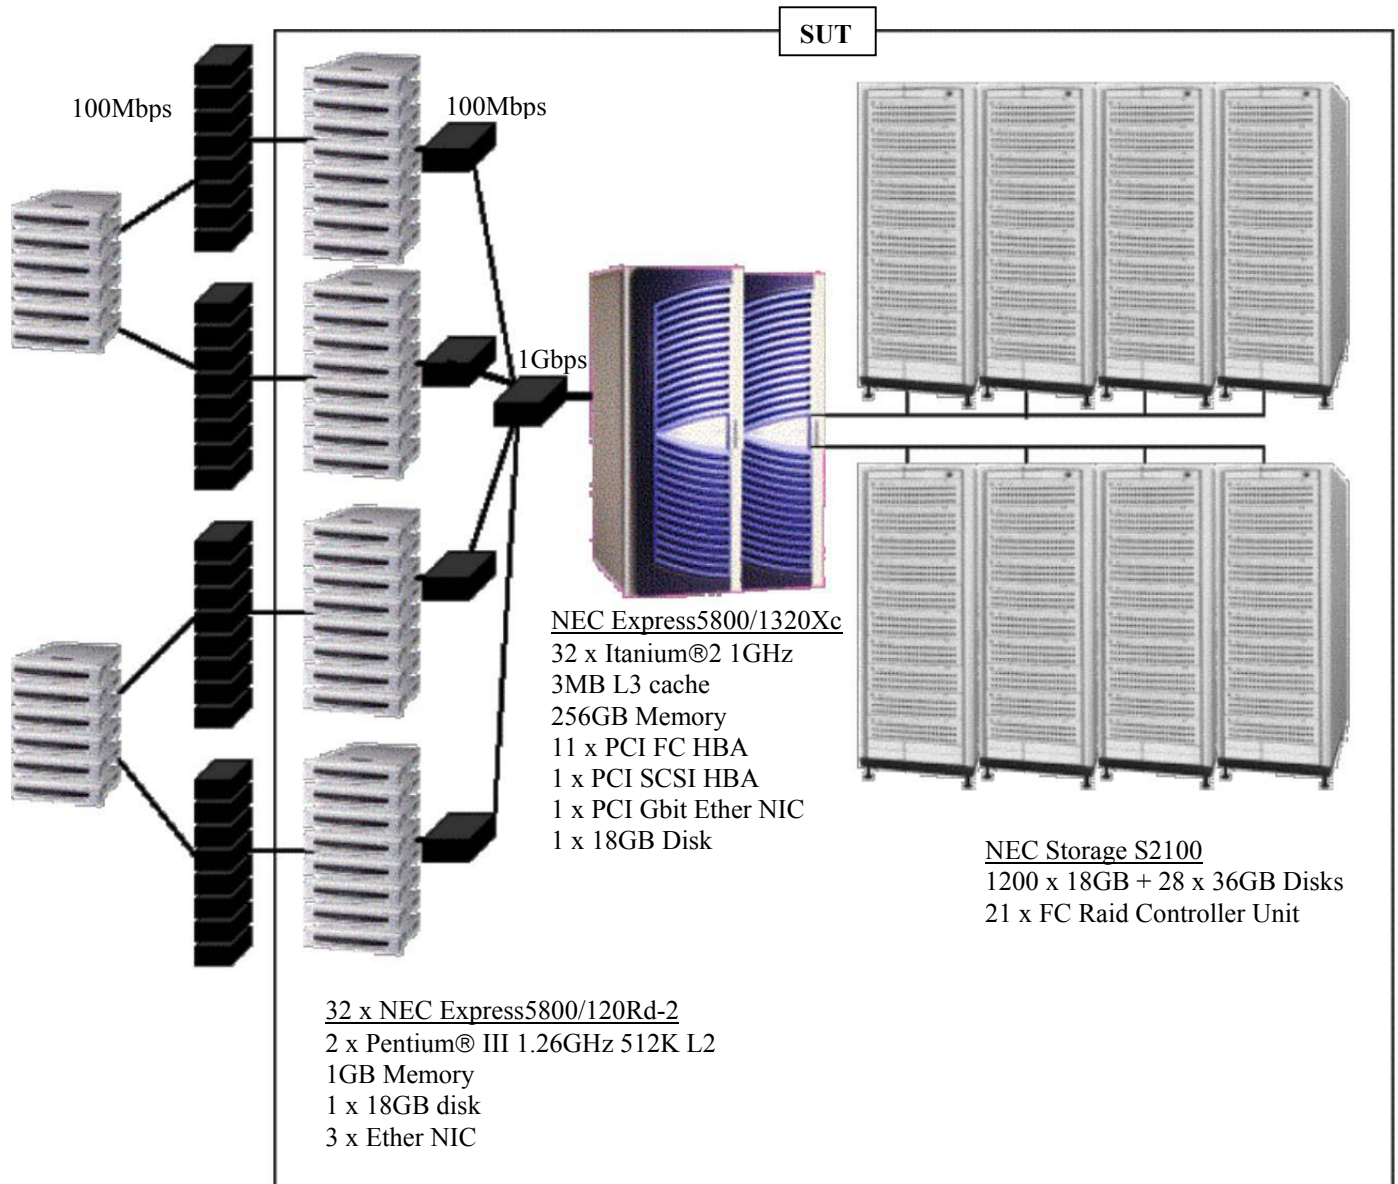 SUT
100Mbps
100Mbps
1Gbps
NEC Express5800/1320Xc
32 x Itanium®2 1GHz
3MB L3 cache
256GB Memory
11 x PCI FC HBA
1 x PCI SCSI HBA
1 x PCI Gbit Ether NIC
1 x 18GB Disk
NEC Storage S2100
1200 x 18GB + 28 x 36GB Disks
21 x FC Raid Controller Unit
32 x NEC Express5800/120Rd-2
2 x Pentium® III 1.26GHz 512K L2
1GB Memory
1 x 18GB disk
3 x Ether NIC